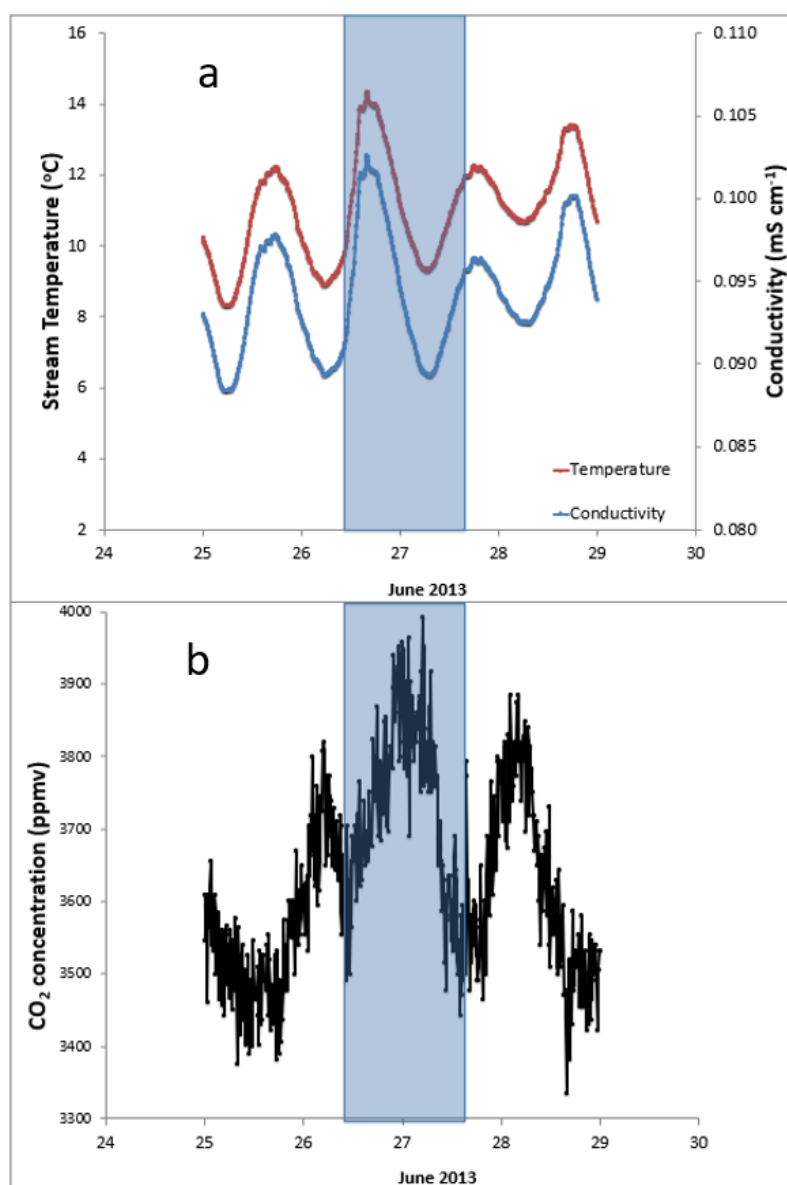 a
16
14
12
10
8
6
4
2
Stream Temperature (°C)
0.110
0.105
0.100
0.095
0.090
0.085
0.080
Conductivity (mS cm⁻¹)
Temperature
Conductivity
24 25 26 27 28 29 30
June 2013
b
4000
3900
3800
3700
3600
3500
3400
3300
CO₂ concentration (ppmv)
24 25 26 27 28 29 30
June 2013